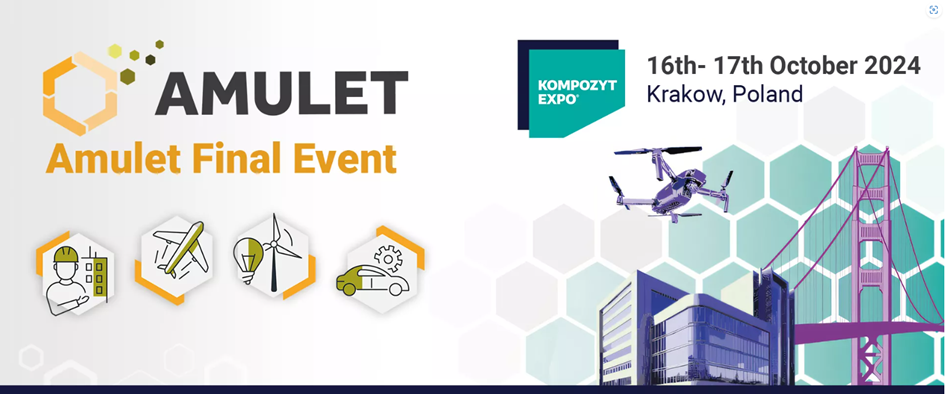 AMULET
Amulet Final Event
KOMPOZYT
EXPO®
16th- 17th October 2024
Krakow, Poland